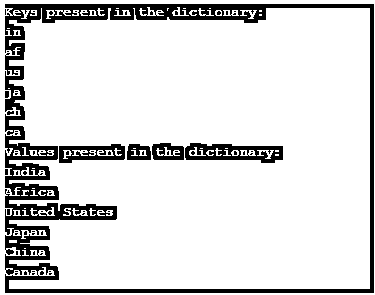 Keys present in the dictionary:
in
af
us
ja
ch
ca
Values present in the dictionary:
India
Africa
United States
Japan
China
Canada